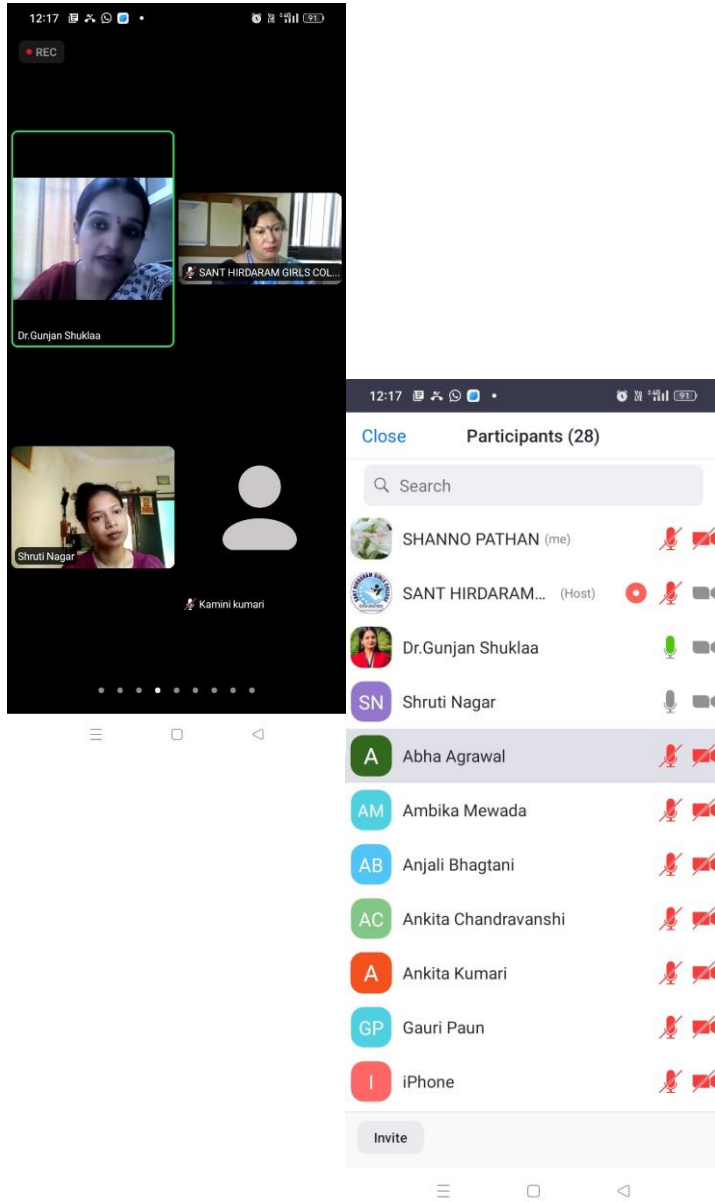 12:17
91
REC
SANT HIRDARAM GIRLS COL...
Dr.Gunjan Shuklaa
Shruti Nagar
Kamini kumari
12:17
91
Close Participants (28)
Search
SHANNO PATHAN (me)
SANT HIRDARAM... (Host)
Dr.Gunjan Shuklaa
SN Shruti Nagar
A Abha Agrawal
AM Ambika Mewada
AB Anjali Bhagtani
AC Ankita Chandravanshi
A Ankita Kumari
GP Gauri Paun
I iPhone
Invite